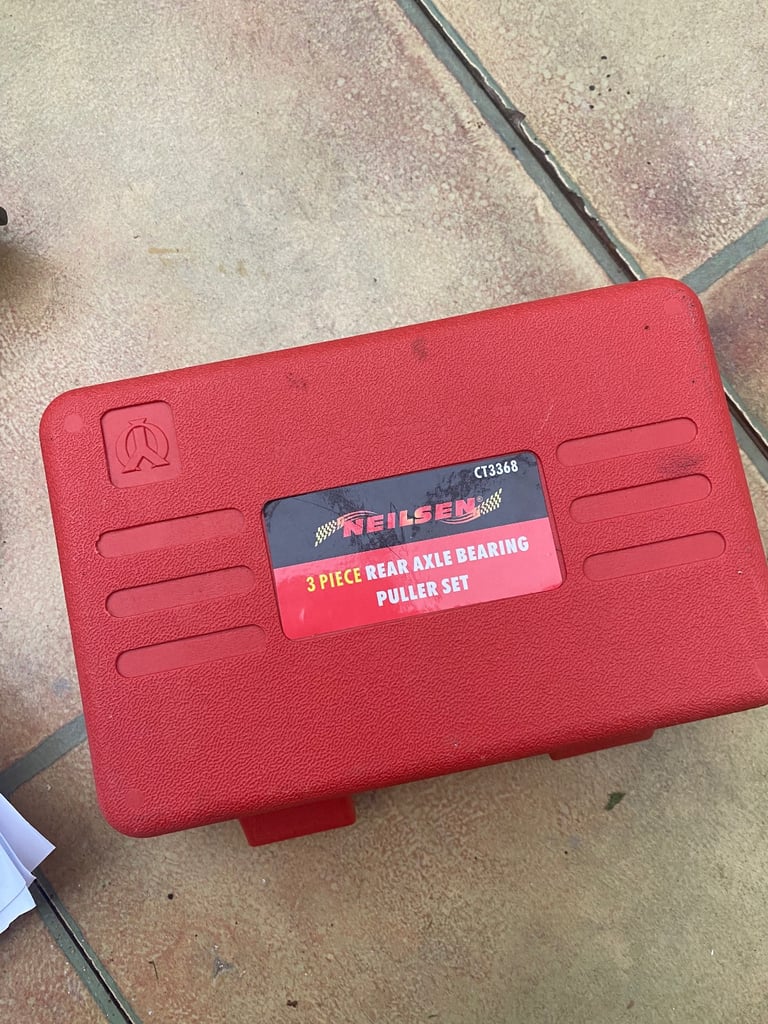 CT3368
NEILSEN®
3 PIECE REAR AXLE BEARING
PULLER SET